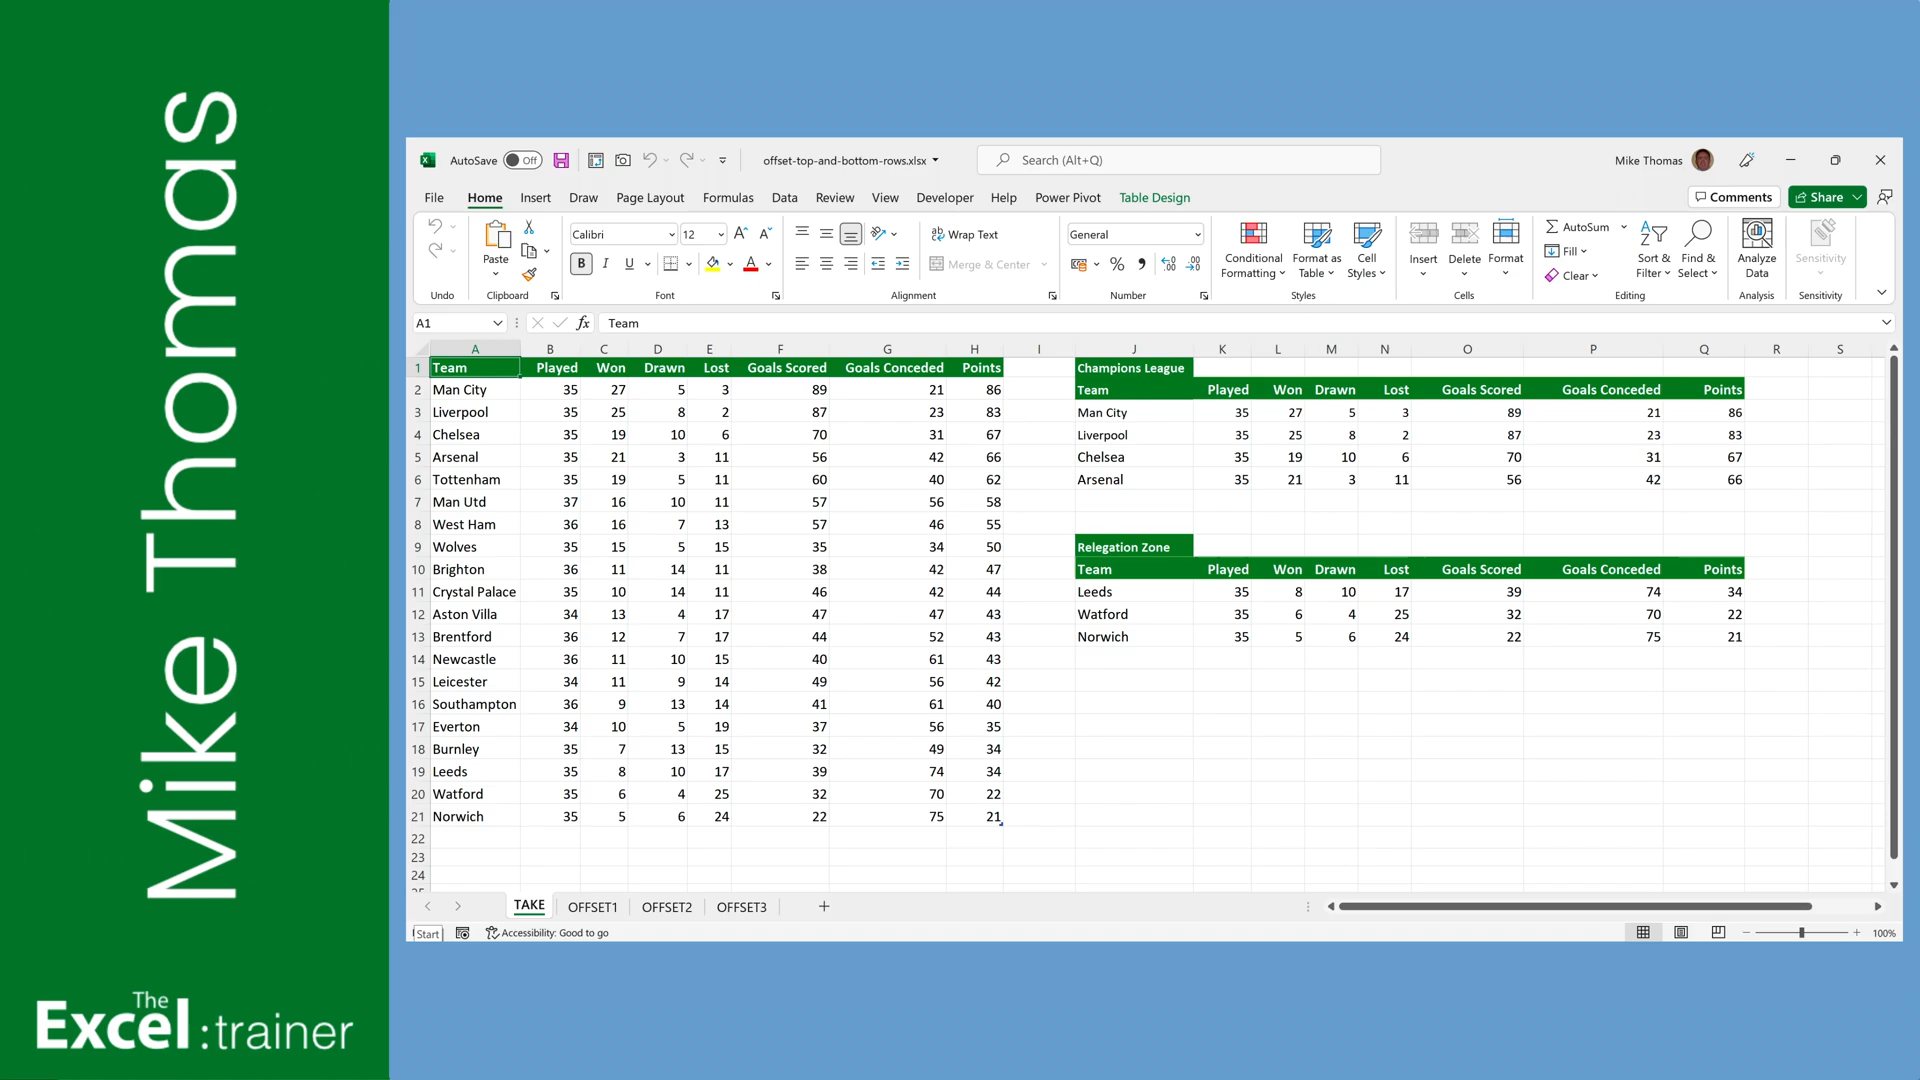 Mike Thomas
The
Excel:trainer
AutoSave Off offset-top-and-bottom-rows.xlsx Search (Alt+Q) Mike Thomas
File Home Insert Draw Page Layout Formulas Data Review View Developer Help Power Pivot Table Design Comments Share
Paste Calibri 12 Wrap Text General Conditional Formatting Format as Table Cell Styles Insert Delete Format AutoSum Fill Clear Sort & Filter Find & Select Analyze Data Sensitivity
B I U Merge & Center %
Undo Clipboard Font Alignment Number Styles Cells Editing Analysis Sensitivity
A1 fx Team
A B C D E F G H I J K L M N O P Q R S
1 Team Played Won Drawn Lost Goals Scored Goals Conceded Points Champions League
2 Man City 35 27 5 3 89 21 86 Team Played Won Drawn Lost Goals Scored Goals Conceded Points
3 Liverpool 35 25 8 2 87 23 83 Man City 35 27 5 3 89 21 86
4 Chelsea 35 19 10 6 70 31 67 Liverpool 35 25 8 2 87 23 83
5 Arsenal 35 21 3 11 56 42 66 Chelsea 35 19 10 6 70 31 67
6 Tottenham 35 19 5 11 60 40 62 Arsenal 35 21 3 11 56 42 66
7 Man Utd 37 16 10 11 57 56 58
8 West Ham 36 16 7 13 57 46 55
9 Wolves 35 15 5 15 35 34 50 Relegation Zone
10 Brighton 36 11 14 11 38 42 47 Team Played Won Drawn Lost Goals Scored Goals Conceded Points
11 Crystal Palace 35 10 14 11 46 42 44 Leeds 35 8 10 17 39 74 34
12 Aston Villa 34 13 4 17 47 47 43 Watford 35 6 4 25 32 70 22
13 Brentford 36 12 7 17 44 52 43 Norwich 35 5 6 24 22 75 21
14 Newcastle 36 11 10 15 40 61 43
15 Leicester 34 11 9 14 49 56 42
16 Southampton 36 9 13 14 41 61 40
17 Everton 34 10 5 19 37 56 35
18 Burnley 35 7 13 15 32 49 34
19 Leeds 35 8 10 17 39 74 34
20 Watford 35 6 4 25 32 70 22
21 Norwich 35 5 6 24 22 75 21
22
23
24
TAKE OFFSET1 OFFSET2 OFFSET3
Start Accessibility: Good to go 100%